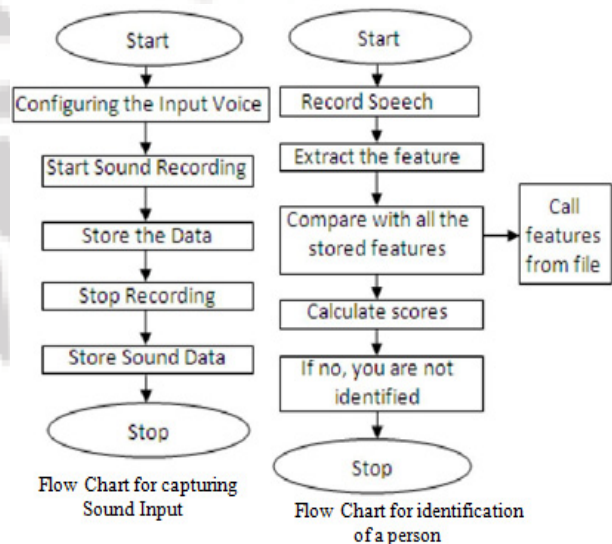 Start
Configuring the Input Voice
Start Sound Recording
Store the Data
Stop Recording
Store Sound Data
Stop
Flow Chart for capturing
Sound Input
Start
Record Speech
Extract the feature
Compare with all the
stored features
Call
features
from file
Calculate scores
If no, you are not
identified
Stop
Flow Chart for identification
of a person